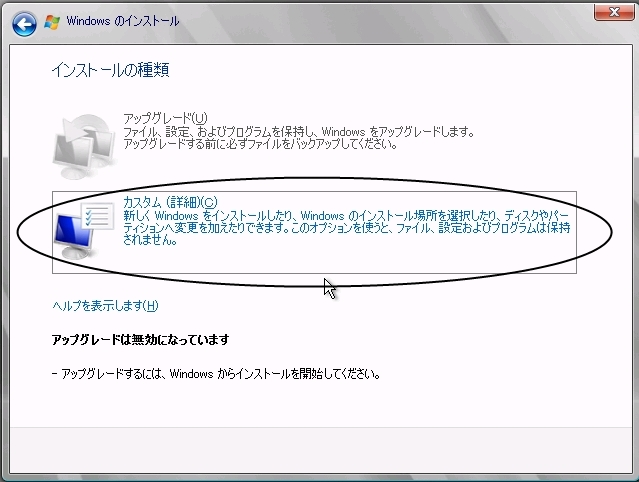 Windows のインストール
インストールの種類
アップグレード(U)
ファイル、設定、およびプログラムを保持し、Windows をアップグレードします。
アップグレードする前に必ずファイルをバックアップしてください。
カスタム (詳細)(C)
新しく Windows をインストールしたり、Windows のインストール場所を選択したり、ディスクやパー
ティションへ変更を加えたりできます。このオプションを使うと、ファイル、設定およびプログラムは保持
されません。
ヘルプを表示します(H)
アップグレードは無効になっています
- アップグレードするには、Windows からインストールを開始してください。